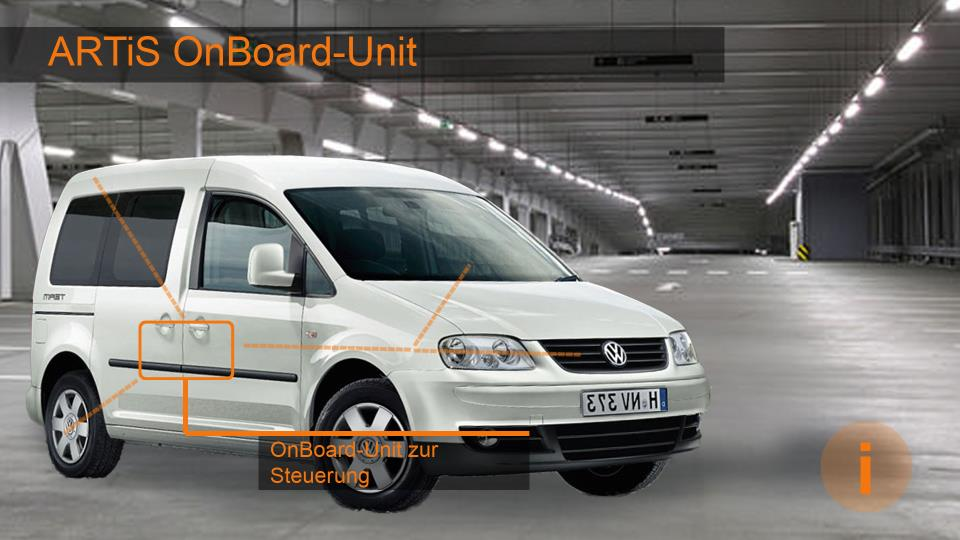 ARTiS OnBoard-Unit
H NV 373
OnBoard-Unit zur
Steuerung
i